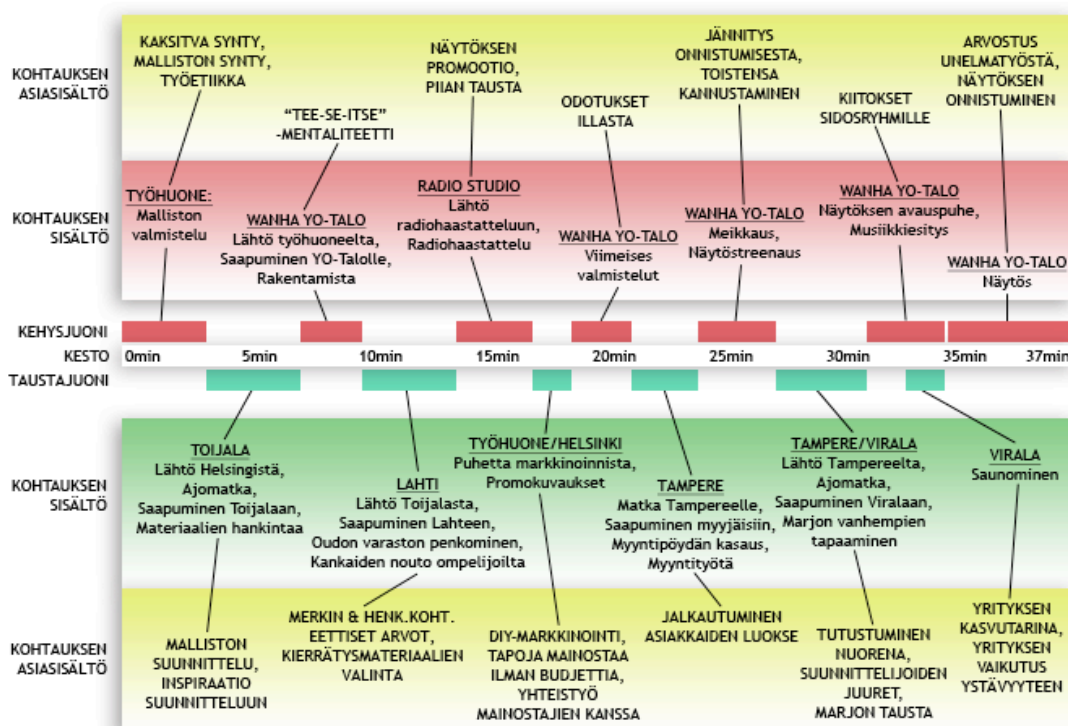 KOHTAUKSEN
ASIASISÄLTÖ
KAKSITVA SYNTY,
MALLISTON SYNTY,
TYÖETIIKKA
"TEE-SE-ITSE"
-MENTALITEETTI
NÄYTÖKSEN
PROMOOTIO,
PIIAN TAUSTA
ODOTUKSET
ILLASTA
JÄNNITYS
ONNISTUMISESTA,
TOISTENSA
KANNUSTAMINEN
KIITOKSET
SIDOSRYHMILLE
ARVOSTUS
UNELMATYÖSTÄ,
NÄYTÖKSEN
ONNISTUMINEN
KOHTAUKSEN
SISÄLTÖ
TYÖHUONE:
Malliston
valmistelu
WANHA YO-TALO
Lähtö työhuoneelta,
Saapuminen YO-Talolle,
Rakentamista
RADIO STUDIO
Lähtö
radiohaastatteluun,
Radiohaastattelu
WANHA YO-TALO
Viimeises
valmistelut
WANHA YO-TALO
Meikkaus,
Näytöstreenaus
WANHA YO-TALO
Näytöksen avauspuhe,
Musiikkiesitys
WANHA YO-TALO
Näytös
KEHYSJUONI
KESTO
0min
5min
10min
15min
20min
25min
30min
35min
37min
TAUSTAJUONI
KOHTAUKSEN
SISÄLTÖ
TOIJALA
Lähtö Helsingistä,
Ajomatka,
Saapuminen Toijalaan,
Materiaalien hankintaa
LAHTI
Lähtö Toijalasta,
Saapuminen Lahteen,
Oudon varaston penkominen,
Kankaiden nouto ompelijoilta
TYÖHUONE/HELSINKI
Puhetta markkinoinnista,
Promokuvaukset
TAMPERE
Matka Tampereelle,
Saapuminen myyjäisiin,
Myyntipöydän kasaus,
Myyntityötä
TAMPERE/VIRALA
Lähtö Tampereelta,
Ajomatka,
Saapuminen Viralaan,
Marjon vanhempien
tapaaminen
VIRALA
Saunominen
KOHTAUKSEN
ASIASISÄLTÖ
MALLISTON
SUUNNITTELU,
INSPIRAATIO
SUUNNITTELUUN
MERKIN & HENK.KOHT.
EETTISET ARVOT,
KIERRÄTYSMATERIAALIEN
VALINTA
DIY-MARKKINOINTI,
TAPOJA MAINOSTAA
ILMAN BUDJETTIA,
YHTEISTYÖ
MAINOSTAJIEN KANSSA
JALKAUTUMINEN
ASIAKKAIDEN LUOKSE
TUTUSTUMINEN
NUORENA,
SUUNNITTELIJOIDEN
JUURET,
MARJON TAUSTA
YRITYKSEN
KASVUTARINA,
YRITYKSEN
VAIKUTUS
YSTÄVYYTEEN